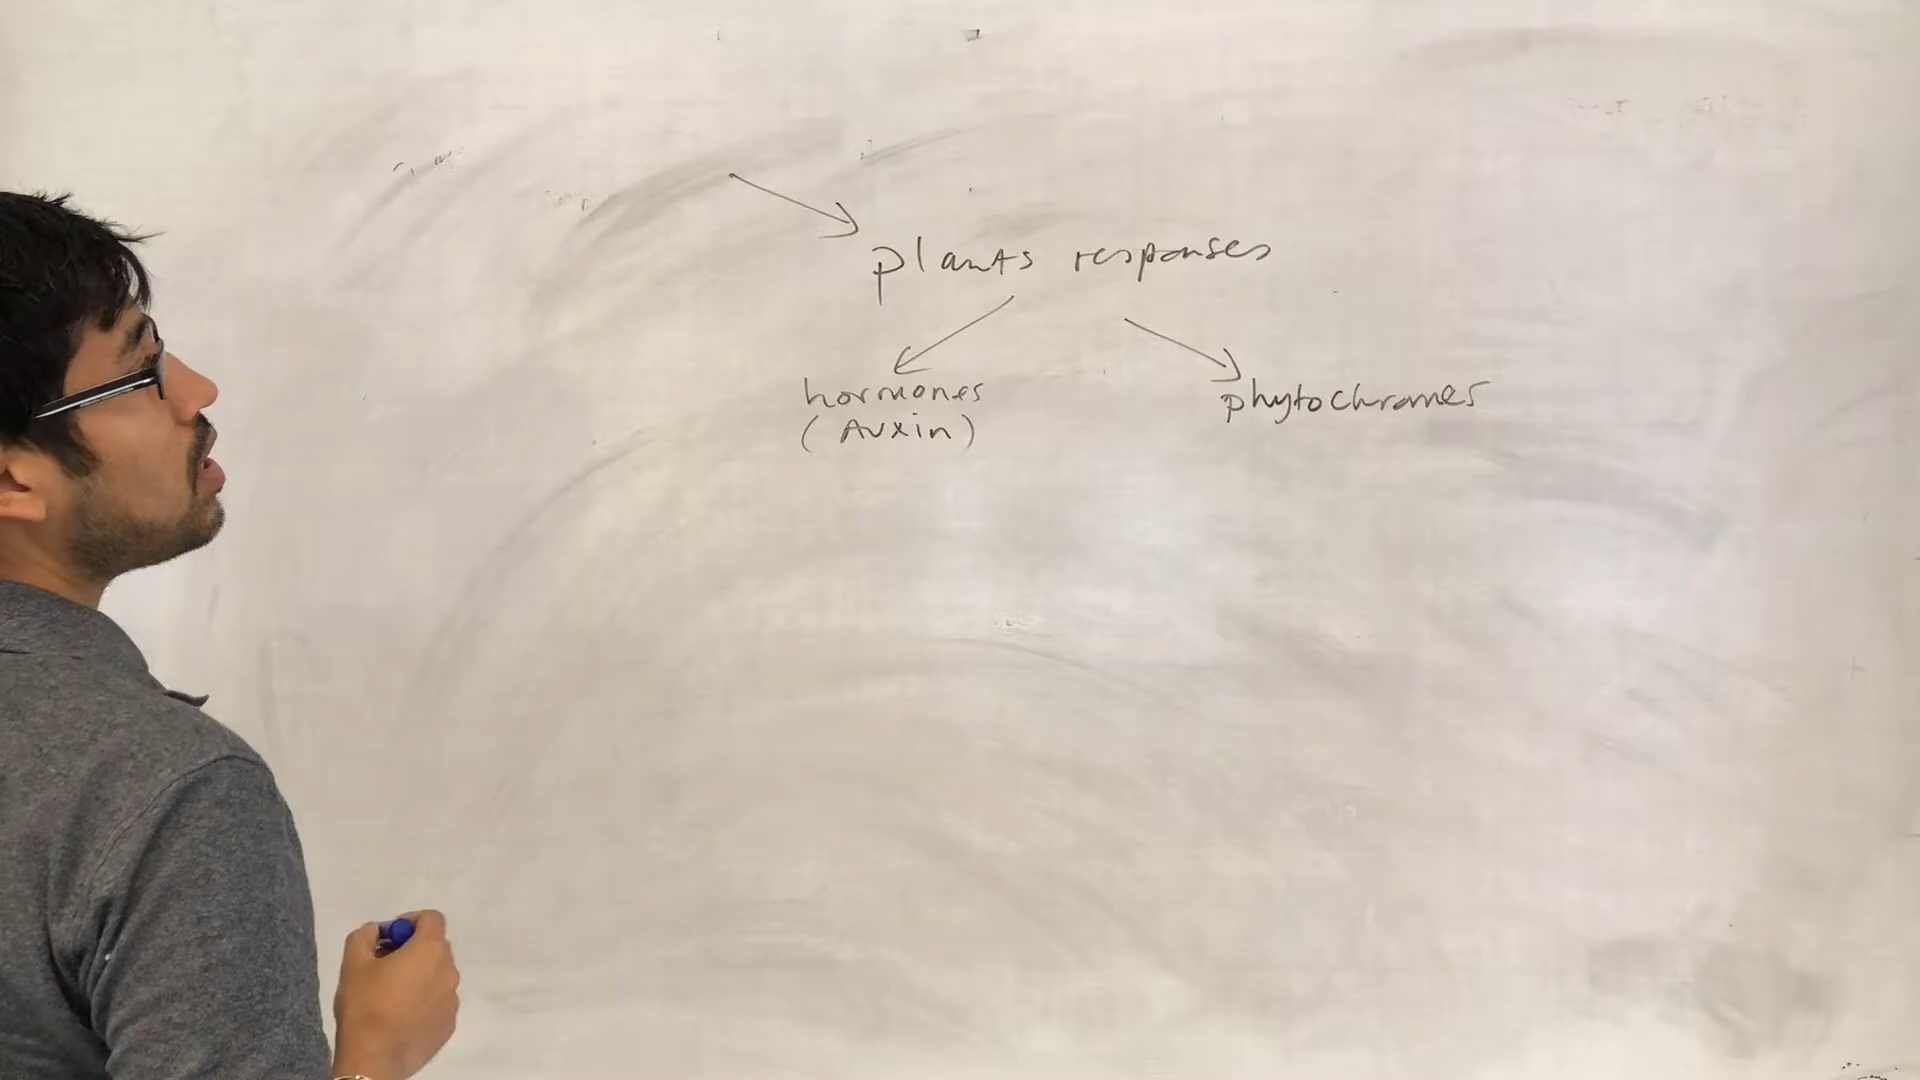 plants responses
hormones
(Auxin)
phytochromes